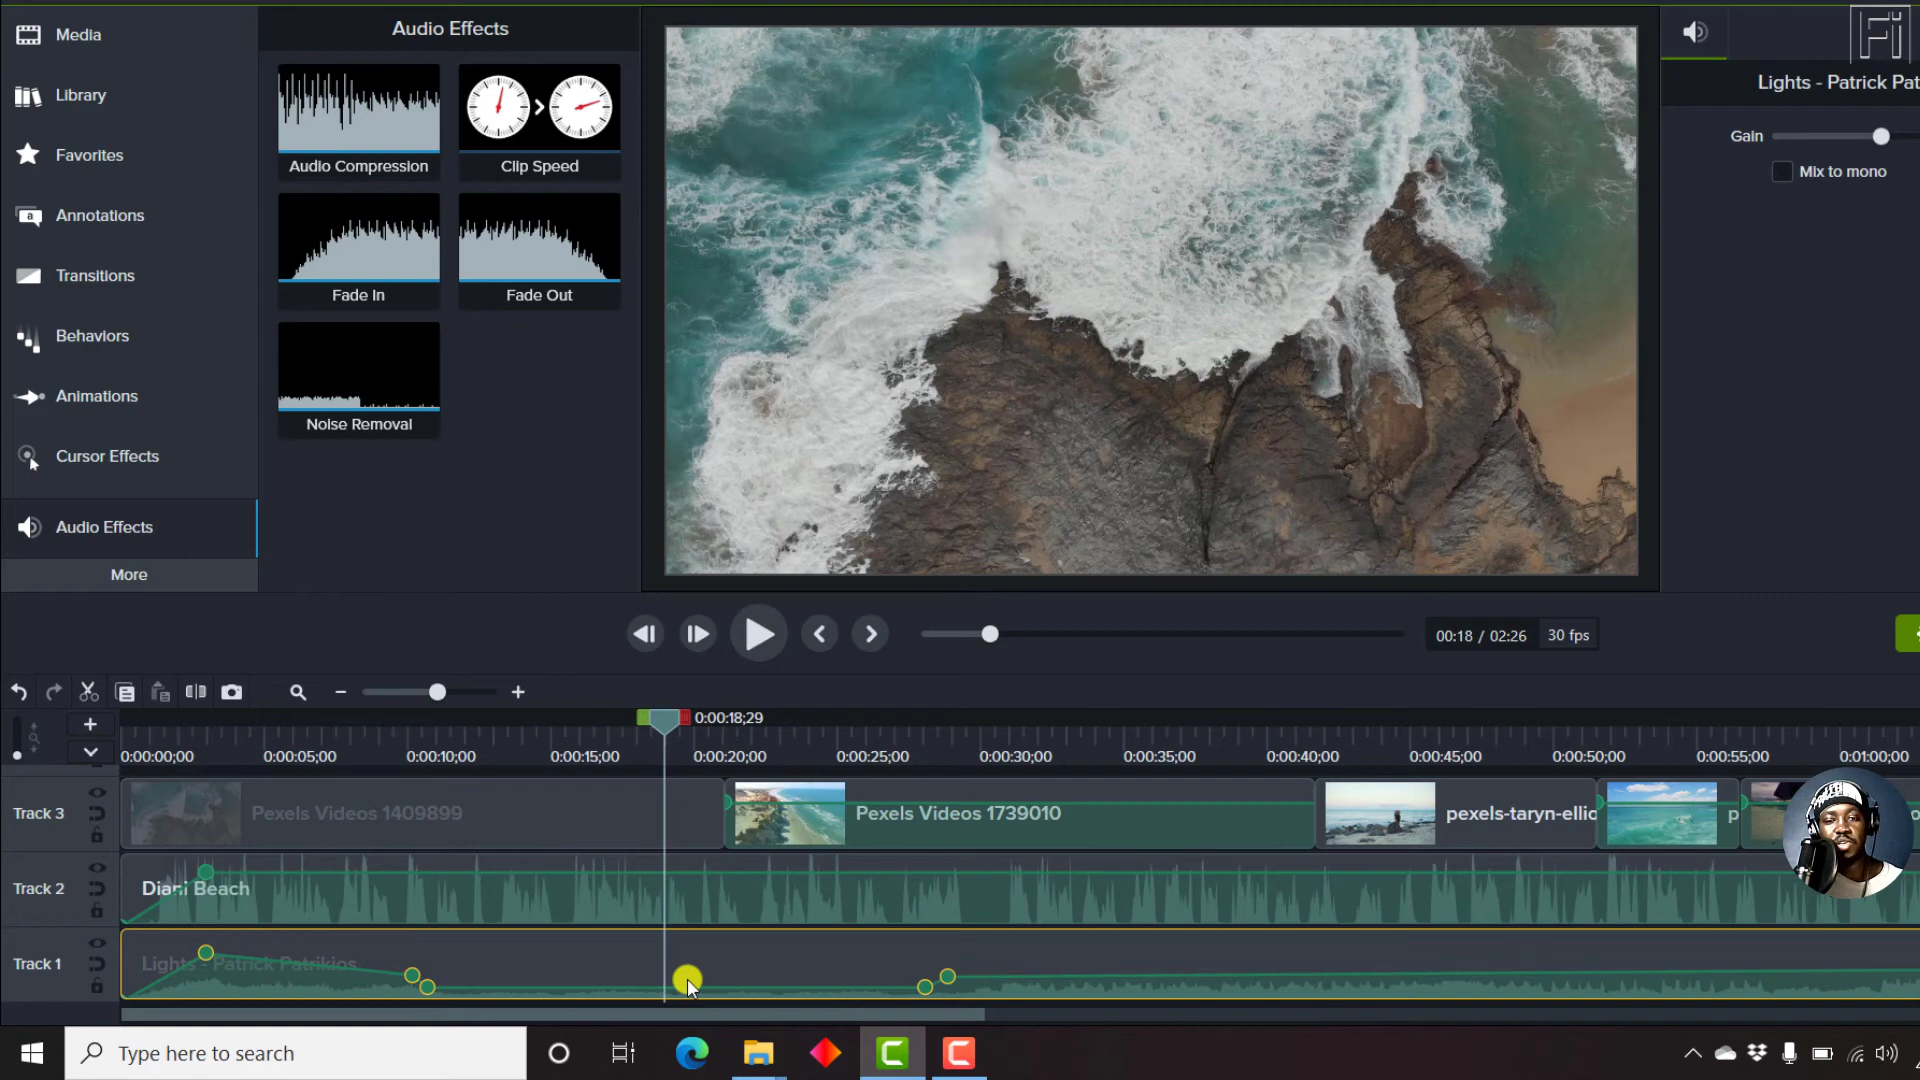 Media
Library
Favorites
Annotations
Transitions
Behaviors
Animations
Cursor Effects
Audio Effects
More
Audio Effects
Audio Compression
Clip Speed
Fade In
Fade Out
Noise Removal
Fi
Lights - Patrick Pat
Gain
Mix to mono
00:18 / 02:26
30 fps
0:00:18;29
0:00:00;00
0:00:05;00
0:00:10;00
0:00:15;00
0:00:20;00
0:00:25;00
0:00:30;00
0:00:35;00
0:00:40;00
0:00:45;00
0:00:50;00
0:00:55;00
0:01:00;00
Track 3
Pexels Videos 1409899
Pexels Videos 1739010
pexels-taryn-ellic
p
Track 2
Diani Beach
Track 1
Lights - Patrick Patrikios
Type here to search